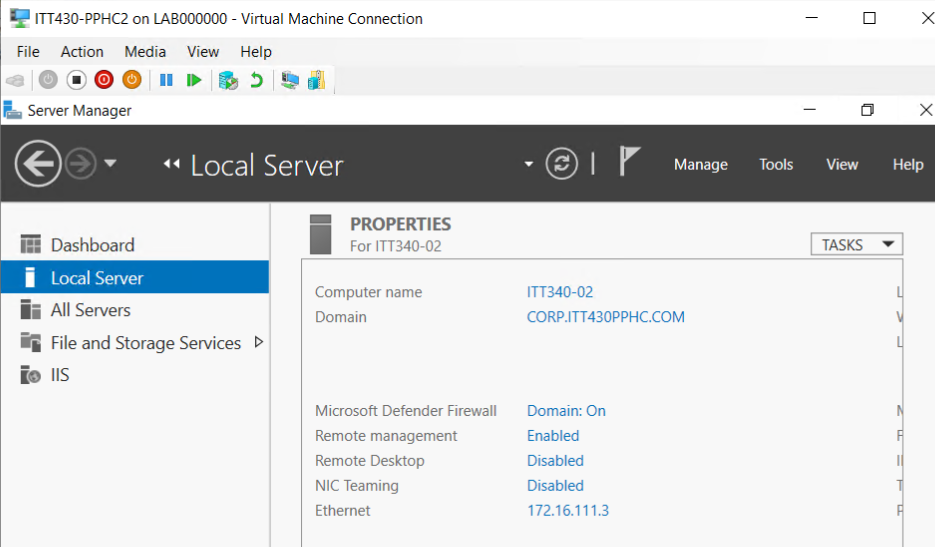 ITT430-PPHC2 on LAB000000 - Virtual Machine Connection
File Action Media View Help
Server Manager
Local Server
Manage Tools View Help
Dashboard
Local Server
All Servers
File and Storage Services
IIS
PROPERTIES
For ITT340-02
TASKS
Computer name ITT340-02
Domain CORP.ITT430PPHC.COM
Microsoft Defender Firewall Domain: On
Remote management Enabled
Remote Desktop Disabled
NIC Teaming Disabled
Ethernet 172.16.111.3